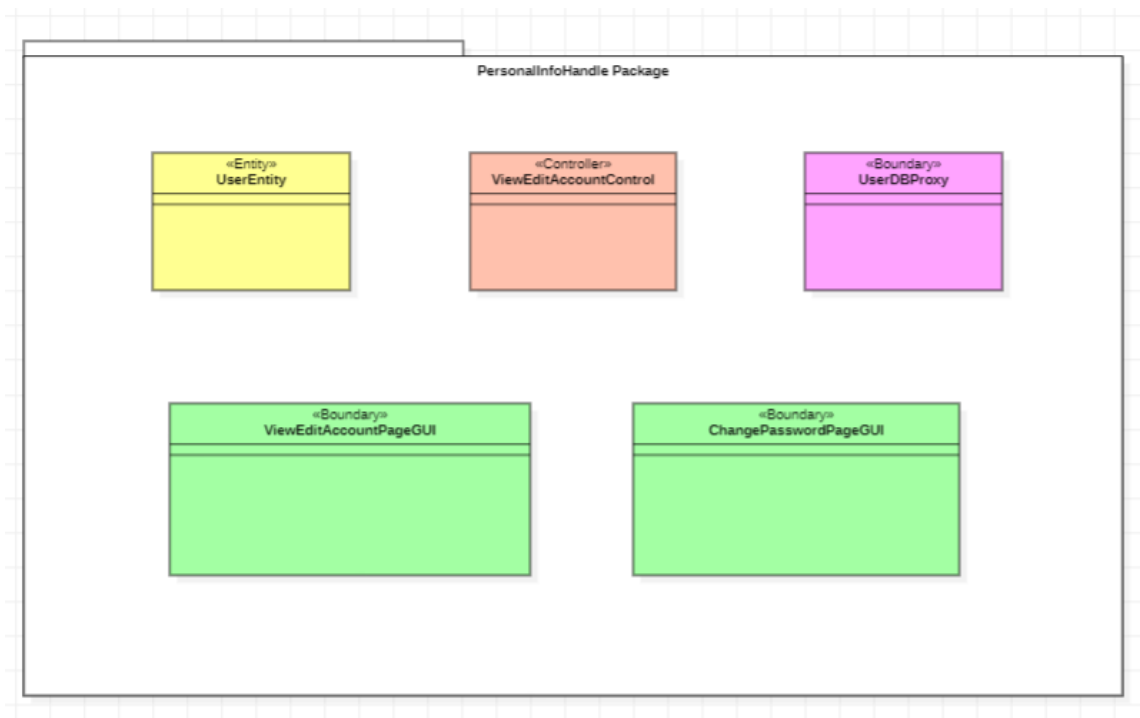 PersonalInfoHandle Package
«Entity»
UserEntity
«Controller»
ViewEditAccountControl
«Boundary»
UserDBProxy
«Boundary»
ViewEditAccountPageGUI
«Boundary»
ChangePasswordPageGUI